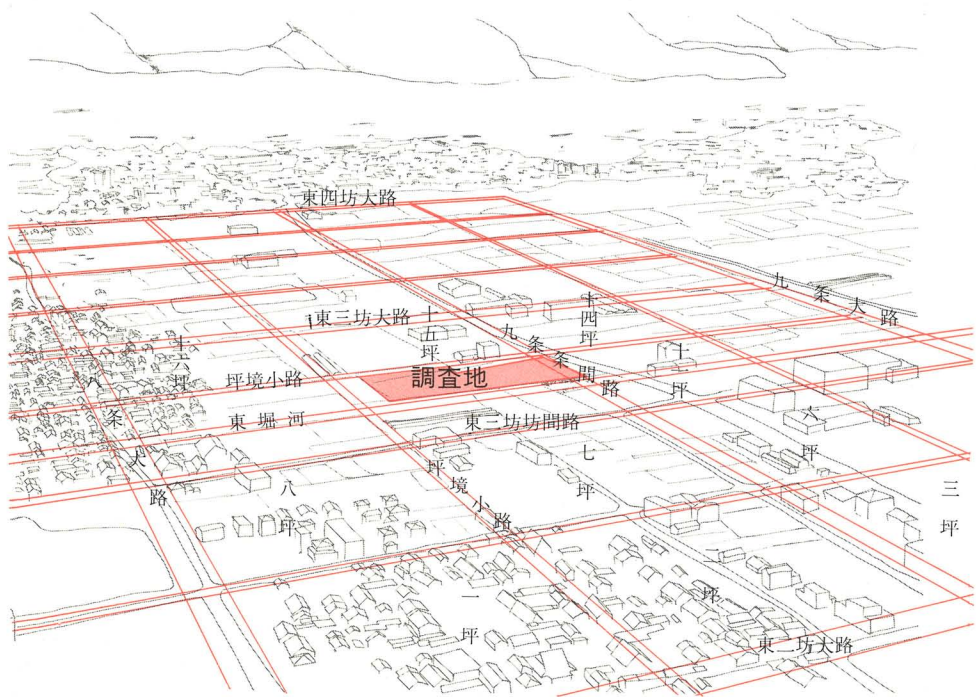 東四坊大路
九条大路
東三坊大路
十五坪
十四坪
九条条間路
十六坪
坪境小路
調査地
十坪
八条大路
東堀河
東三坊坊間路
六坪
坪境小路
七坪
八坪
三坪
一坪
二坪
東二坊大路